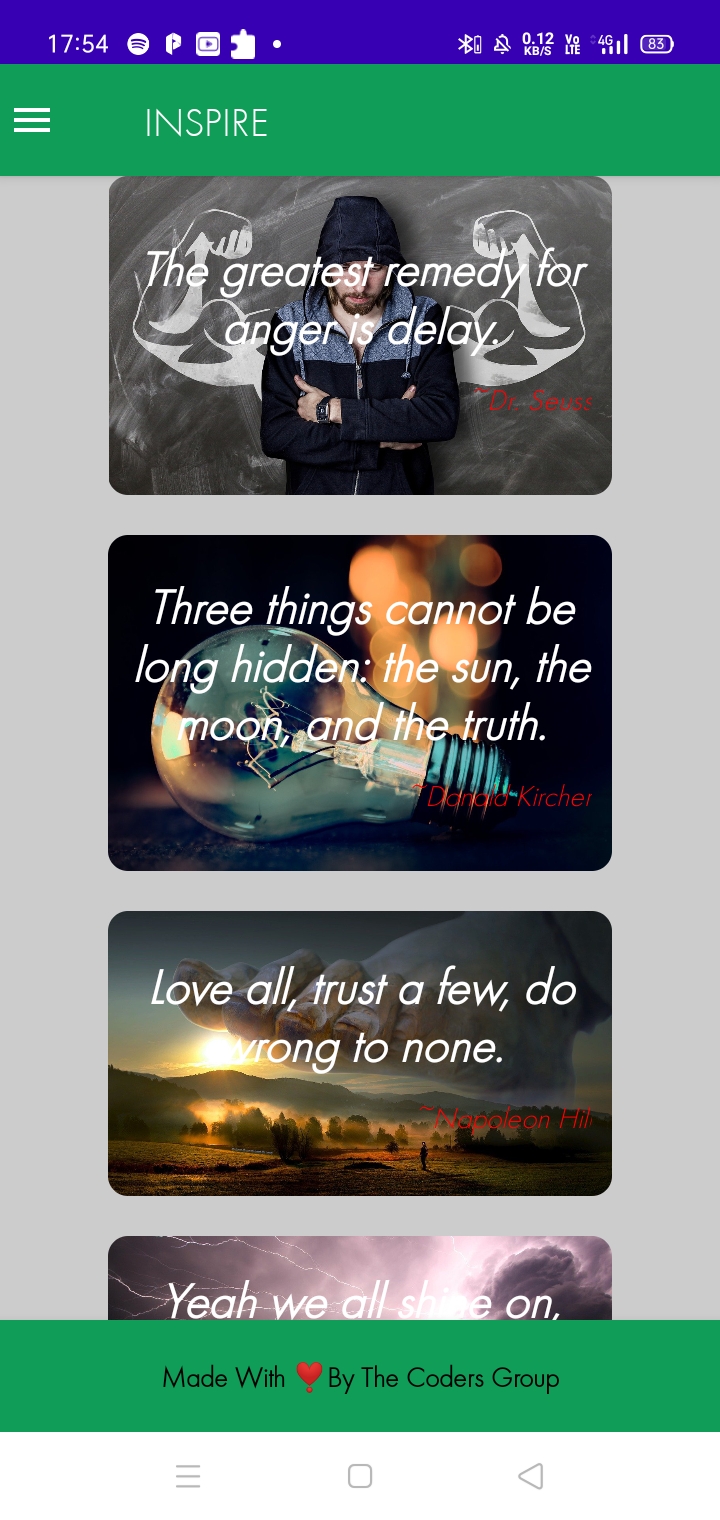 17:54 0.12 KB/S Vo LTE 4G 83
INSPIRE
The greatest remedy for
anger is delay.
~Dr. Seuss
Three things cannot be
long hidden: the sun, the
moon, and the truth.
~Donald Kircher
Love all, trust a few, do
wrong to none.
~Napoleon Hill
Yeah we all shine on,
Made With ❤️By The Coders Group